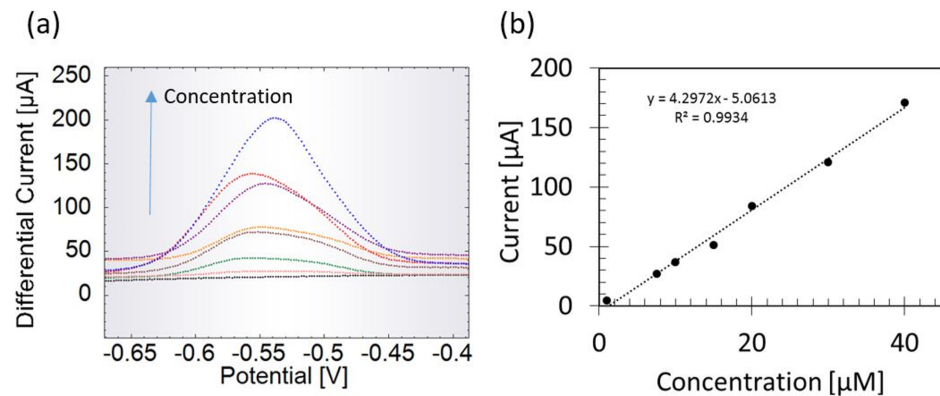 (a)
(b)
Differential Current [µA]
250
200
150
100
50
0
Concentration
-0.65 -0.6 -0.55 -0.5 -0.45 -0.4
Potential [V]
Current [µA]
200
150
100
50
0
y = 4.2972x - 5.0613
R² = 0.9934
0 20 40
Concentration [µM]